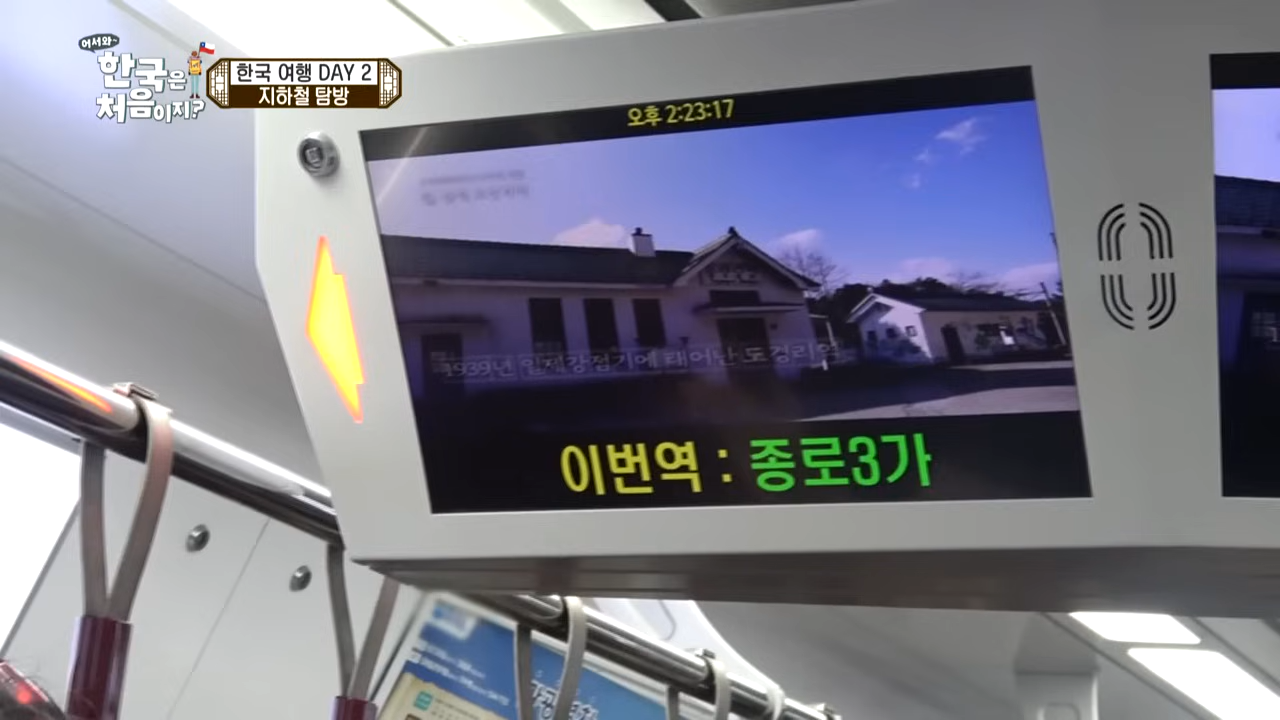 어서와~
한국은
처음이지?
한국 여행 DAY 2
지하철 탐방
오후 2:23:17
1939년 일제강점기에 태어난 도경리역
이번역 : 종로3가